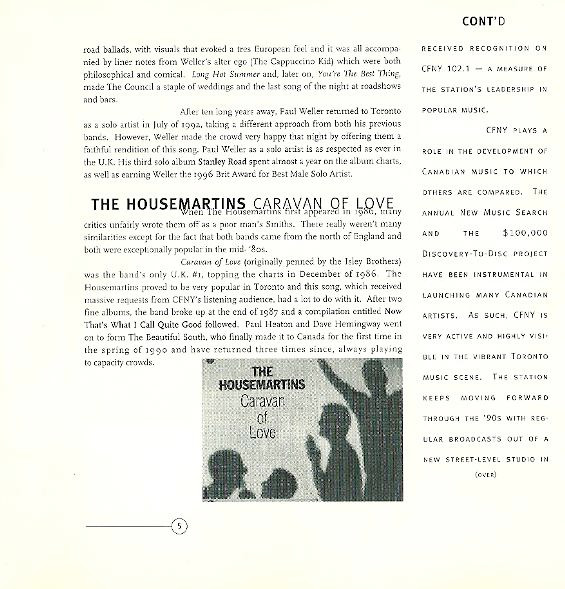 road ballads, with visuals that evoked a tres European feel and it was all accompa-
nied by liner notes from Weller's alter ego (The Cappuccino Kid) which were both
philosophical and comical. Long Hot Summer and, later on, You're The Best Thing,
made The Council a staple of weddings and the last song of the night at roadshows
and bars.
After ten long years away, Paul Weller returned to Toronto
as a solo artist in July of 1992, taking a different approach from both his previous
bands. However, Weller made the crowd very happy that night by offering them a
faithful rendition of this song. Paul Weller as a solo artist is as respected as ever in
the U.K. His third solo album Stanley Road spent almost a year on the album charts,
as well as earning Weller the 1996 Brit Award for Best Male Solo Artist.
THE HOUSEMARTINS CARAVAN OF LOVE
When The Housemartins first appeared in 1986, many
critics unfairly wrote them off as a poor man's Smiths. There really weren't many
similarities except for the fact that both bands came from the north of England and
both were exceptionally popular in the mid- '80s.
Caravan of Love (originally penned by the Isley Brothers)
was the band's only U.K. #1, topping the charts in December of 1986. The
Housemartins proved to be very popular in Toronto and this song, which received
massive requests from CFNY's listening audience, had a lot to do with it. After two
fine albums, the band broke up at the end of 1987 and a compilation entitled Now
That's What I Call Quite Good followed. Paul Heaton and Dave Hemingway went
on to form The Beautiful South, who finally made it to Canada for the first time in
the spring of 1990 and have returned three times since, always playing
to capacity crowds.
THE
HOUSEMARTINS
Caravan
of
Love
5
CONT'D
RECEIVED RECOGNITION ON
CFNY 102.1 — A MEASURE OF
THE STATION'S LEADERSHIP IN
POPULAR MUSIC.
CFNY PLAYS A
ROLE IN THE DEVELOPMENT OF
CANADIAN MUSIC TO WHICH
OTHERS ARE COMPARED. THE
ANNUAL NEW MUSIC SEARCH
AND THE $100,000
DISCOVERY-TO-DISC PROJECT
HAVE BEEN INSTRUMENTAL IN
LAUNCHING MANY CANADIAN
ARTISTS. AS SUCH, CFNY IS
VERY ACTIVE AND HIGHLY VISI-
BLE IN THE VIBRANT TORONTO
MUSIC SCENE. THE STATION
KEEPS MOVING FORWARD
THROUGH THE '90S WITH REG-
ULAR BROADCASTS OUT OF A
NEW STREET-LEVEL STUDIO IN
(OVER)